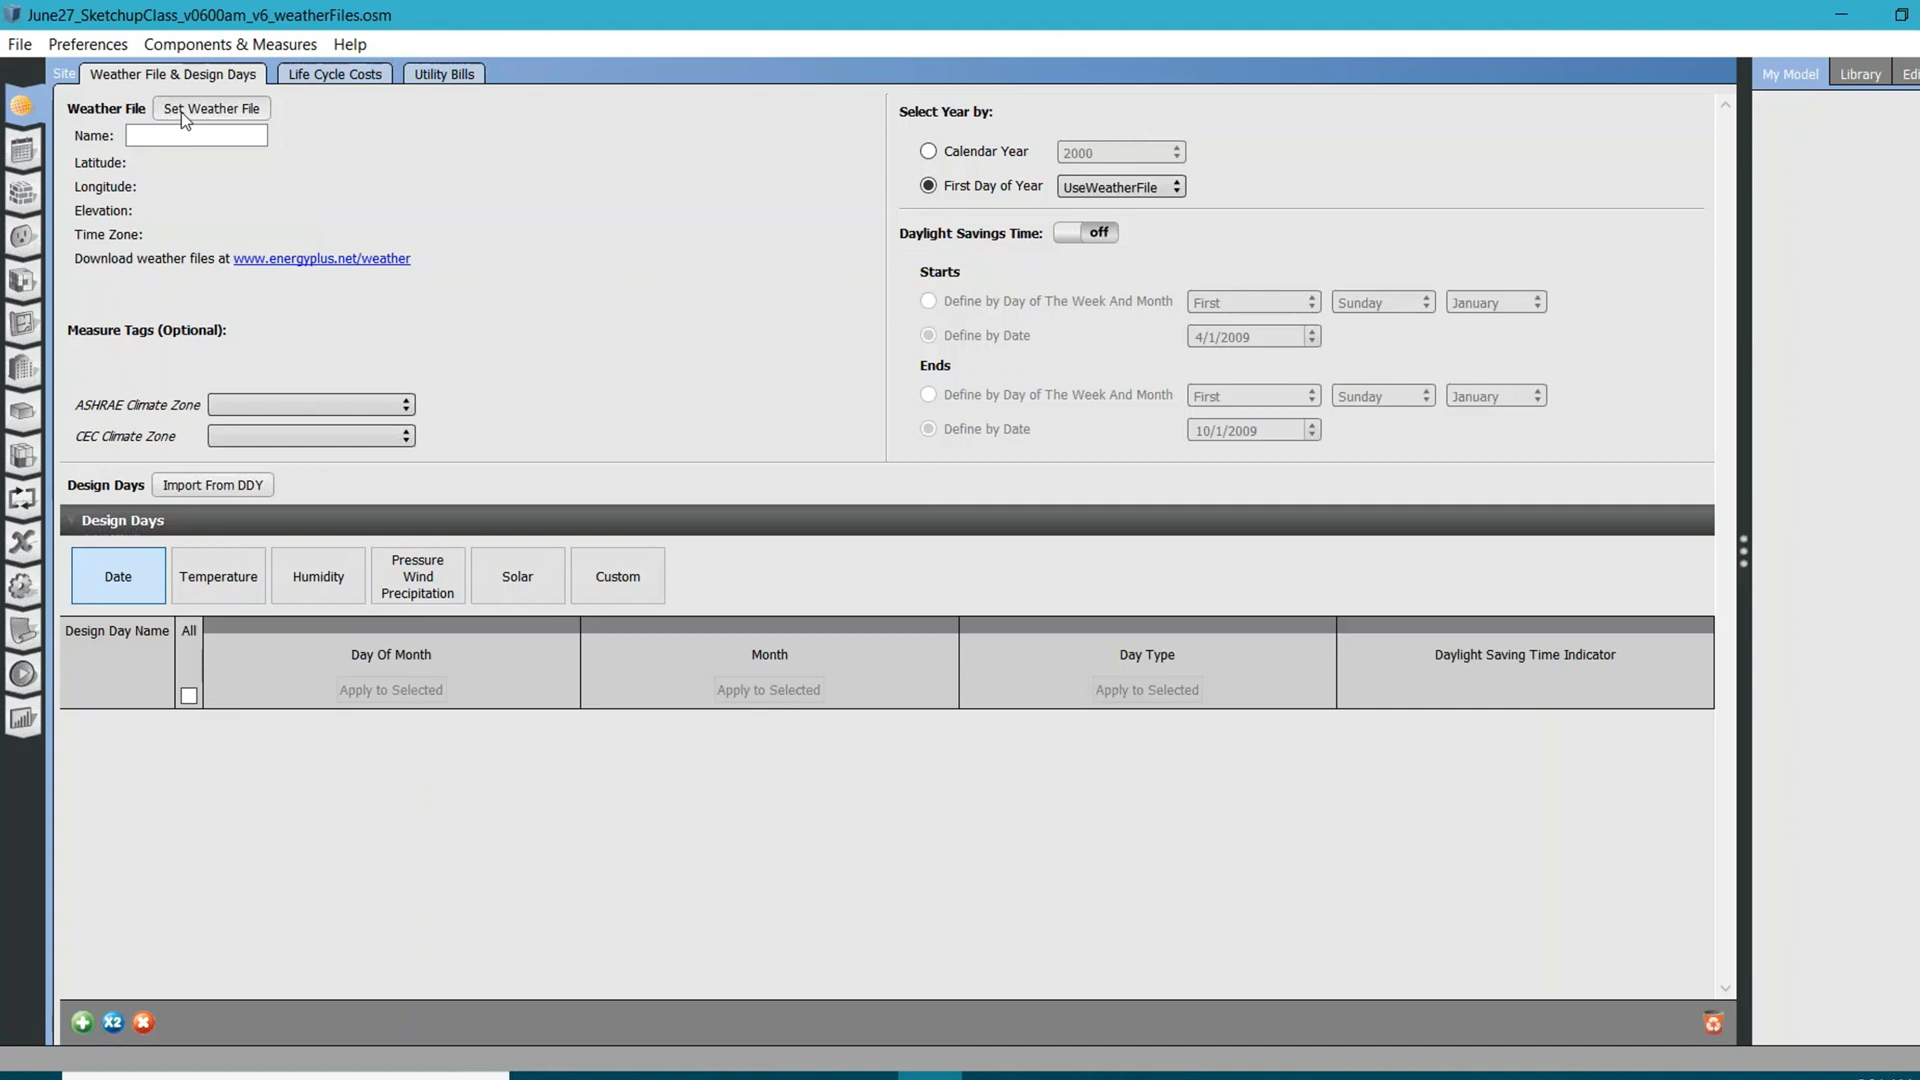 June27_SketchupClass_v0600am_v6_weatherFiles.osm
File Preferences Components & Measures Help
Site Weather File & Design Days Life Cycle Costs Utility Bills
My Model Library Edi
Weather File Set Weather File
Name:
Latitude:
Longitude:
Elevation:
Time Zone:
Download weather files at www.energyplus.net/weather
Measure Tags (Optional):
ASHRAE Climate Zone
CEC Climate Zone
Select Year by:
Calendar Year 2000
First Day of Year UseWeatherFile
Daylight Savings Time: off
Starts
Define by Day of The Week And Month First Sunday January
Define by Date 4/1/2009
Ends
Define by Day of The Week And Month First Sunday January
Define by Date 10/1/2009
Design Days Import From DDY
Design Days
Date
Temperature
Humidity
Pressure
Wind
Precipitation
Solar
Custom
Design Day Name All
Day Of Month Month Day Type Daylight Saving Time Indicator
Apply to Selected Apply to Selected Apply to Selected
X2